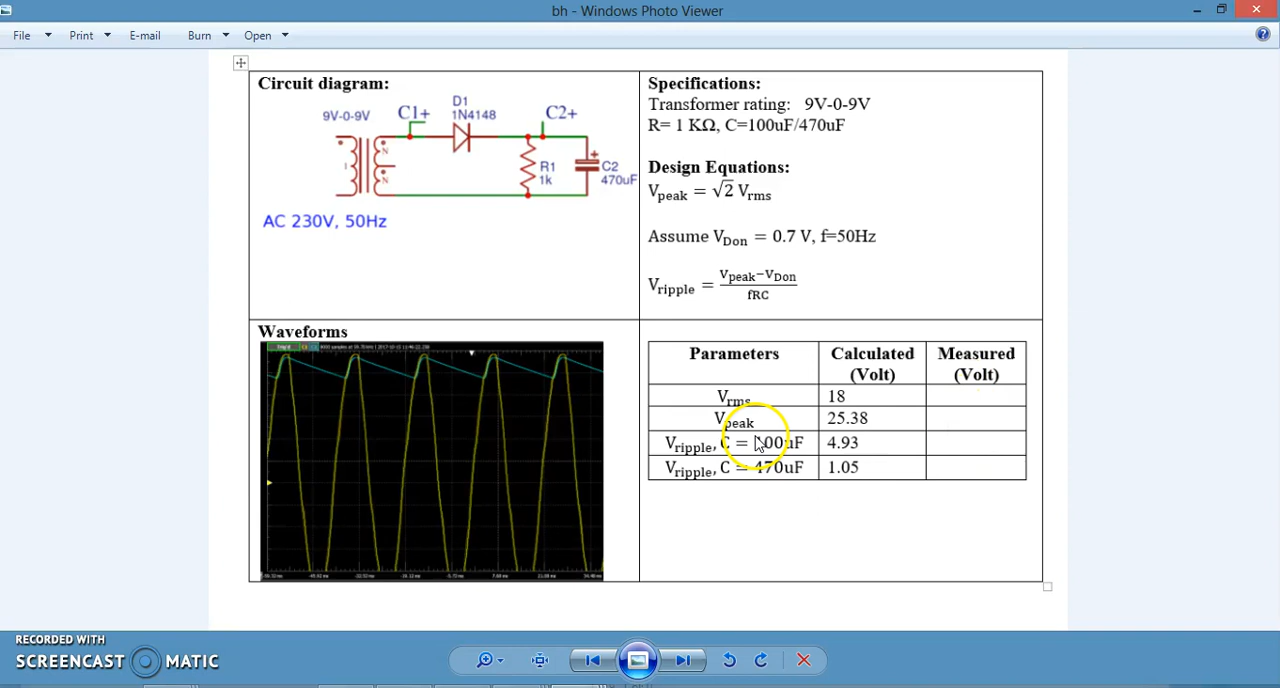 bh - Windows Photo Viewer
File Print E-mail Burn Open
Circuit diagram:
9V-0-9V
C1+
D1
1N4148
C2+
N
N
1
R1
1k
+
C2
470uF
AC 230V, 50Hz
Specifications:
Transformer rating: 9V-0-9V
R= 1 KΩ, C=100uF/470uF
Design Equations:
Vpeak = √2 Vrms
Assume VDon = 0.7 V, f=50Hz
Vripple = Vpeak−VDon
fRC
Waveforms
Parameters Calculated (Volt) Measured (Volt)
Vrms 18
Vpeak 25.38
Vripple, C = 100uF 4.93
Vripple, C = 470uF 1.05
RECORDED WITH
SCREENCAST MATIC